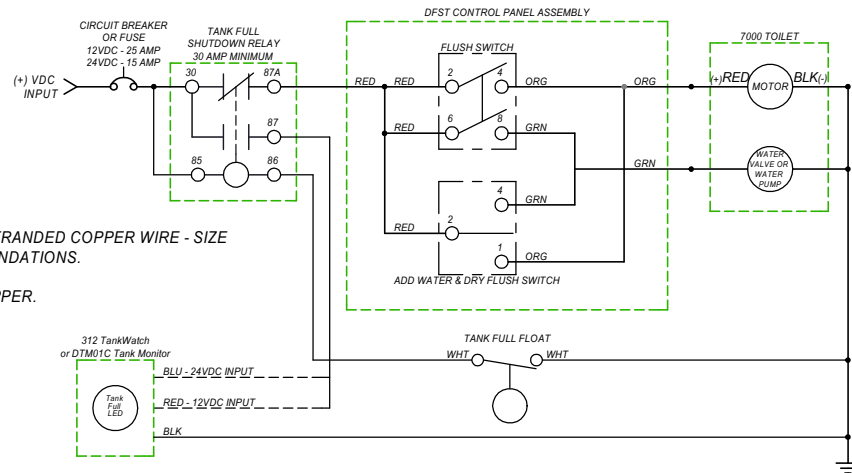 CIRCUIT BREAKER
OR FUSE
12VDC - 25 AMP
24VDC - 15 AMP
(+) VDC
INPUT
TANK FULL
SHUTDOWN RELAY
30 AMP MINIMUM
30
87A
87
85
86
DFST CONTROL PANEL ASSEMBLY
FLUSH SWITCH
RED
RED
2
4
ORG
ORG
RED
6
8
GRN
GRN
4
GRN
RED
2
1
ORG
ADD WATER & DRY FLUSH SWITCH
7000 TOILET
(+)RED
MOTOR
BLK(-)
WATER
VALVE OR
WATER
PUMP
RANDED COPPER WIRE - SIZE
NDATIONS.
PPER.
312 TankWatch
or DTM01C Tank Monitor
Tank
Full
LED
BLU - 24VDC INPUT
RED - 12VDC INPUT
BLK
TANK FULL FLOAT
WHT
WHT